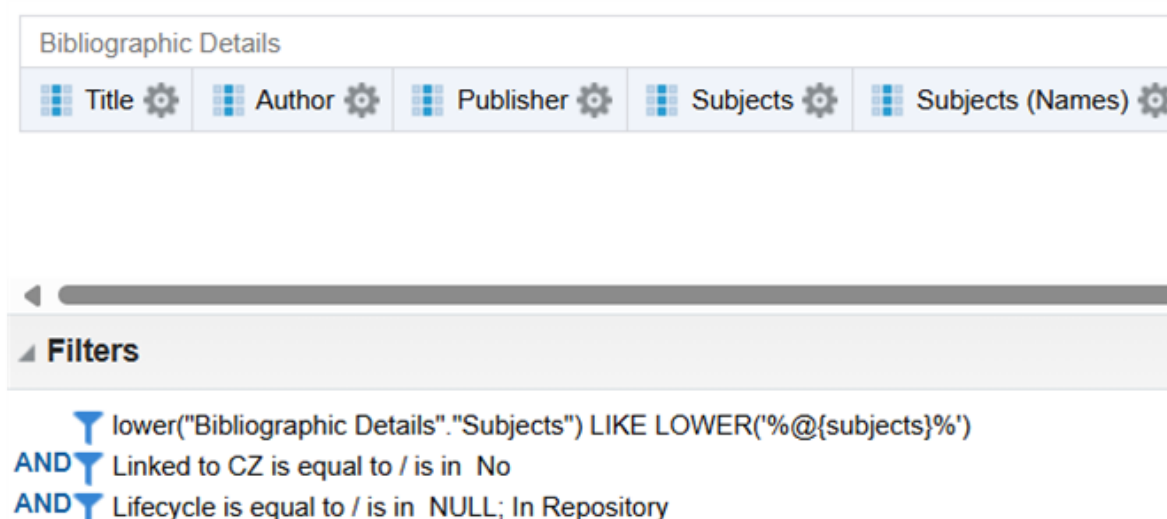 Bibliographic Details
Title Author Publisher Subjects Subjects (Names)
Filters
lower("Bibliographic Details"."Subjects") LIKE LOWER('%@{subjects}%')
AND Linked to CZ is equal to / is in No
AND Lifecycle is equal to / is in NULL; In Repository